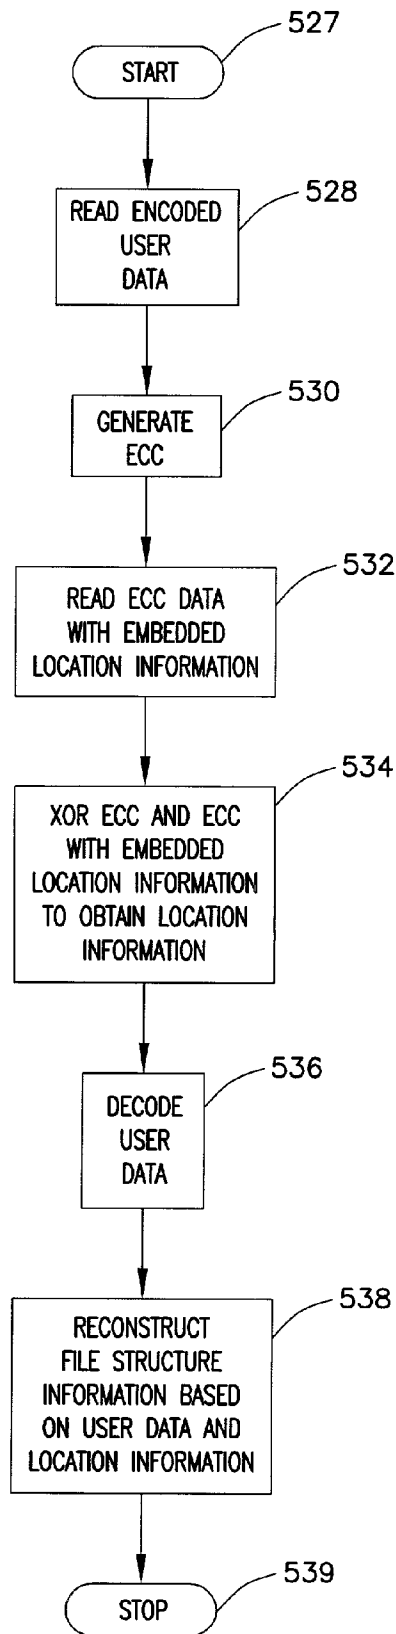 527
START
528
READ ENCODED
USER
DATA
530
GENERATE
ECC
532
READ ECC DATA
WITH EMBEDDED
LOCATION INFORMATION
534
XOR ECC AND ECC
WITH EMBEDDED
LOCATION INFORMATION
TO OBTAIN LOCATION
INFORMATION
536
DECODE
USER
DATA
538
RECONSTRUCT
FILE STRUCTURE
INFORMATION BASED
ON USER DATA AND
LOCATION INFORMATION
539
STOP